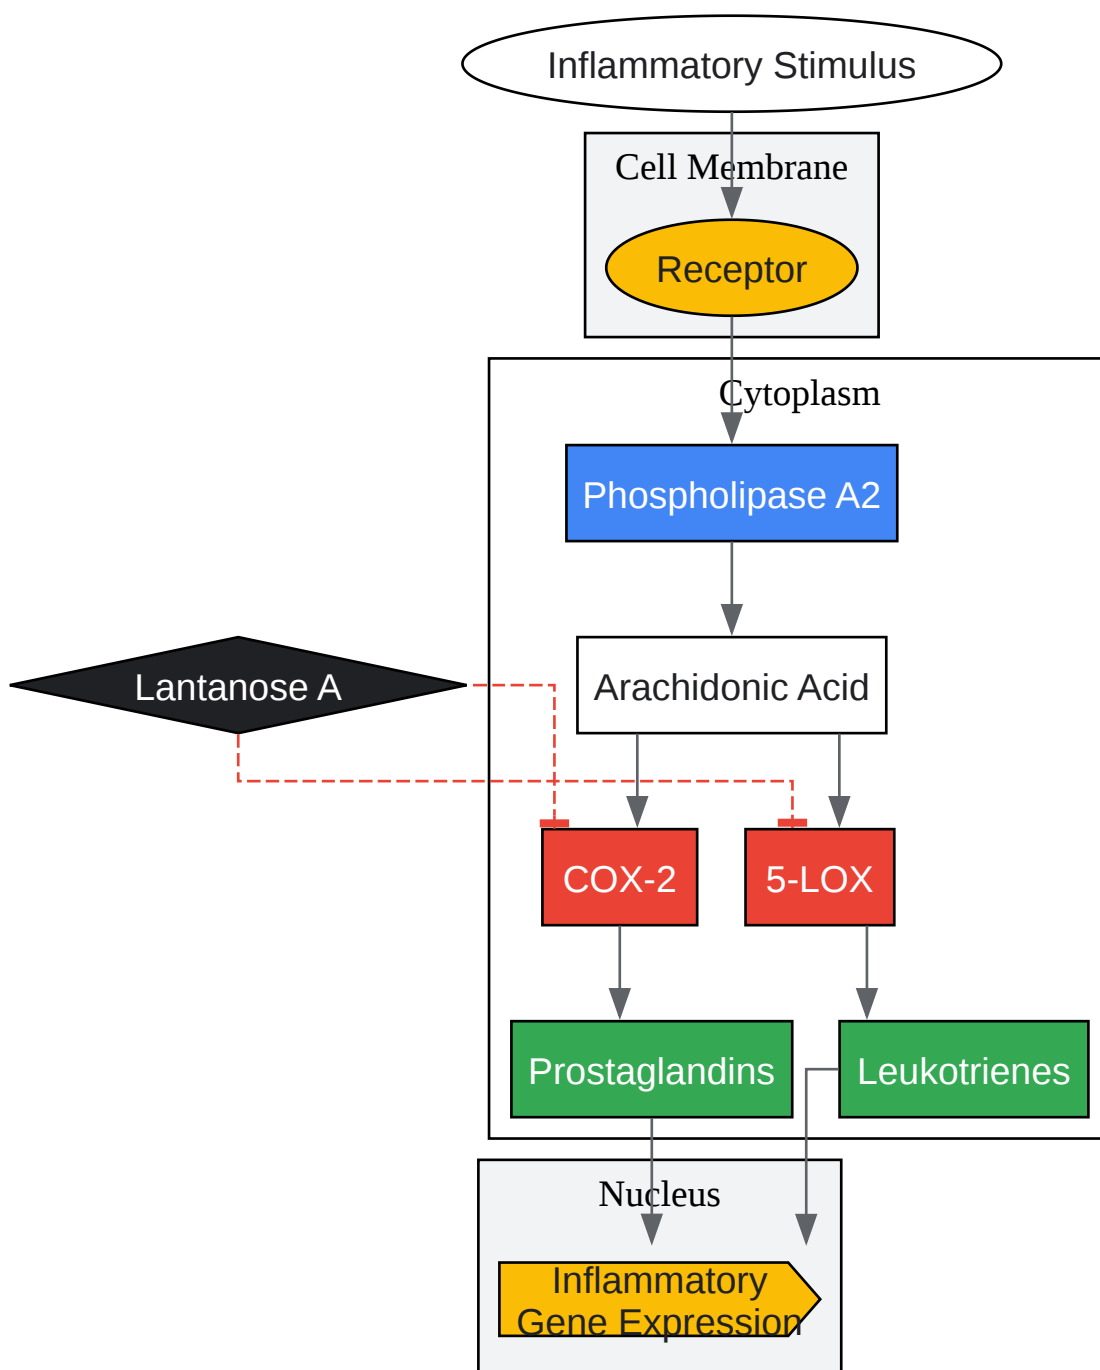 Inflammatory Stimulus
Cell Membrane
Receptor
Cytoplasm
Phospholipase A2
Lantanose A
Arachidonic Acid
COX-2
5-LOX
Prostaglandins
Leukotrienes
Nucleus
Inflammatory
Gene Expression